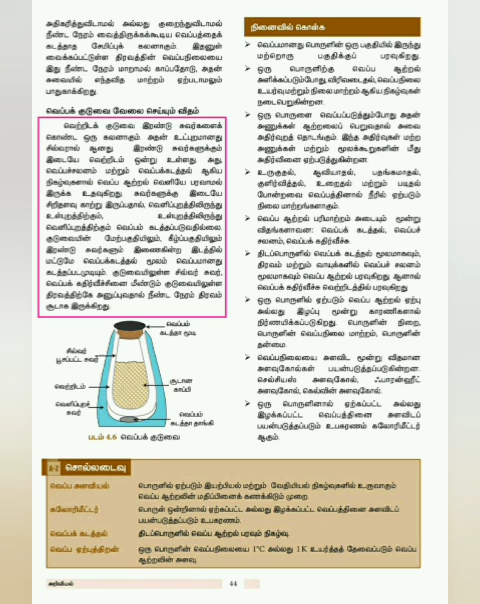 அதிகரித்துவிடாமல் அல்லது குறைந்துவிடாமல்
நீண்ட நேரம் வைத்திருக்கக்கூடிய வெப்பத்தைக்
கடத்தாத சேமிப்புக் கலனாகும். இதனுள்
வைக்கப்பட்டுள்ள திரவத்தின் வெப்பநிலையை
இது நீண்ட நேரம் மாறாமல் காப்பதோடு, அதன்
சுவையில் எந்தவித மாற்றம் ஏற்படாமலும்
பாதுகாக்கிறது.
வெப்பக் குடுவை வேலை செய்யும் விதம்
வெற்றிடக் குடுவை இரண்டு சுவர்களைக்
கொண்ட ஒரு கலனாகும். அதன் உட்புறமானது
சில்வரால் ஆனது. இரண்டு சுவர்களுக்கும்
இடையே வெற்றிடம் ஒன்று உள்ளது. அது,
வெப்பச்சலனம் மற்றும் வெப்பக்கடத்தல் ஆகிய
நிகழ்வுகளால் வெப்ப ஆற்றல் வெளியே பரவாமல்
இருக்க உதவுகிறது. சுவர்களுக்கு இடையே
சிறிதளவு காற்று இருப்பதால், வெளிப்புறத்திலிருந்து
உள்புறத்திற்கும், உள்புறத்திலிருந்து
வெளிப்புறத்திற்கும் வெப்பம் கடத்தப்படுவதில்லை.
குடுவையின் மேற்பகுதியிலும், கீழ்ப்பகுதியிலும்
இரண்டு சுவர்களும் இணைகின்ற இடத்தில்
மட்டுமே வெப்பக்கடத்தல் மூலம் வெப்பமானது
கடத்தப்படமுடியும். குடுவையிலுள்ள சில்வர் சுவர்,
வெப்பக் கதிர்வீச்சினை மீண்டும் குடுவையிலுள்ள
திரவத்திற்கே அனுப்புவதால் நீண்ட நேரம் திரவம்
சூடாக இருக்கிறது.
வெப்பம்
கடத்தா மூடி
சில்வர்
பூசப்பட்ட சுவர்
வெற்றிடம்
சூடான
காப்பி
வெளிப்புறச்
சுவர்
வெப்பம்
கடத்தா தாங்கி
படம் 4.6 வெப்பக் குடுவை
நினைவில் கொள்க
➢ வெப்பமானது பொருளின் ஒரு பகுதியில் இருந்து
மற்றொரு பகுதிக்குப் பரவுகிறது.
➢ ஒரு பொருளிற்கு வெப்ப ஆற்றல்
அளிக்கப்படும்போது, விரிவடைதல், வெப்பநிலை
உயர்வு மற்றும் நிலை மாற்றம் ஆகிய நிகழ்வுகள்
நடைபெறுகின்றன.
➢ ஒரு பொருளை வெப்பப்படுத்தும்போது அதன்
அணுக்கள் ஆற்றலைப் பெறுவதால் அவை
அதிர்வுறத் தொடங்கும். இந்த அதிர்வுகள் மற்ற
அணுக்கள் மற்றும் மூலக்கூறுகளின் மீது
அதிர்வினை ஏற்படுத்துகின்றன.
➢ உருகுதல், ஆவியாதல், பதங்கமாதல்,
குளிர்வித்தல், உறைதல் மற்றும் படிதல்
போன்றவை வெப்பத்தினால் நீரில் ஏற்படும்
நிலை மாற்றங்களாகும்.
➢ வெப்ப ஆற்றல் பரிமாற்றம் அடையும் மூன்று
விதங்களாவன: வெப்பக் கடத்தல், வெப்பச்
சலனம், வெப்பக் கதிர்வீச்சு.
➢ திடப்பொருளில் வெப்பக் கடத்தல் மூலமாகவும்,
திரவம் மற்றும் வாயுக்களில் வெப்பச் சலனம்
மூலமாகவும் வெப்ப ஆற்றல் பரவுகிறது. ஆனால்
வெப்பக் கதிர்வீச்சு வெற்றிடத்தில் பரவுகிறது.
➢ ஒரு பொருளில் ஏற்படும் வெப்ப ஆற்றல் ஏற்பு
அல்லது இழப்பு மூன்று காரணிகளால்
நிர்ணயிக்கப்படுகிறது. பொருளின் நிறை,
பொருளின் வெப்பநிலை மாற்றம், பொருளின்
தன்மை.
➢ வெப்பநிலையை அளவிட மூன்று விதமான
அளவுகோல்கள் பயன்படுத்தப்படுகின்றன.
செல்சியஸ் அளவுகோல், ஃபாரன்ஹீட்
அளவுகோல், கெல்வின் அளவுகோல்.
➢ ஒரு பொருளினால் ஏற்கப்பட்ட அல்லது
இழக்கப்பட்ட வெப்பத்தினை அளவிடப்
பயன்படுத்தப்படும் உபகரணம் கலோரிமீட்டர்
ஆகும்.
A-Z சொல்லடைவு
வெப்ப அளவியல் பொருளில் ஏற்படும் இயற்பியல் மற்றும் வேதியியல் நிகழ்வுகளில் உருவாகும்
வெப்ப ஆற்றலின் மதிப்பினைக் கணக்கிடும் முறை.
கலோரிமீட்டர் பொருள் ஒன்றினால் ஏற்கப்பட்ட அல்லது இழக்கப்பட்ட வெப்பத்தினை அளவிடப்
பயன்படுத்தப்படும் உபகரணம்.
வெப்பக் கடத்தல் திடப்பொருளில் வெப்ப ஆற்றல் பரவும் நிகழ்வு.
வெப்ப ஏற்புத்திறன் ஒரு பொருளின் வெப்பநிலையை 1°C அல்லது 1 K உயர்த்தத் தேவைப்படும் வெப்ப
ஆற்றலின் அளவு.
அறிவியல் 44